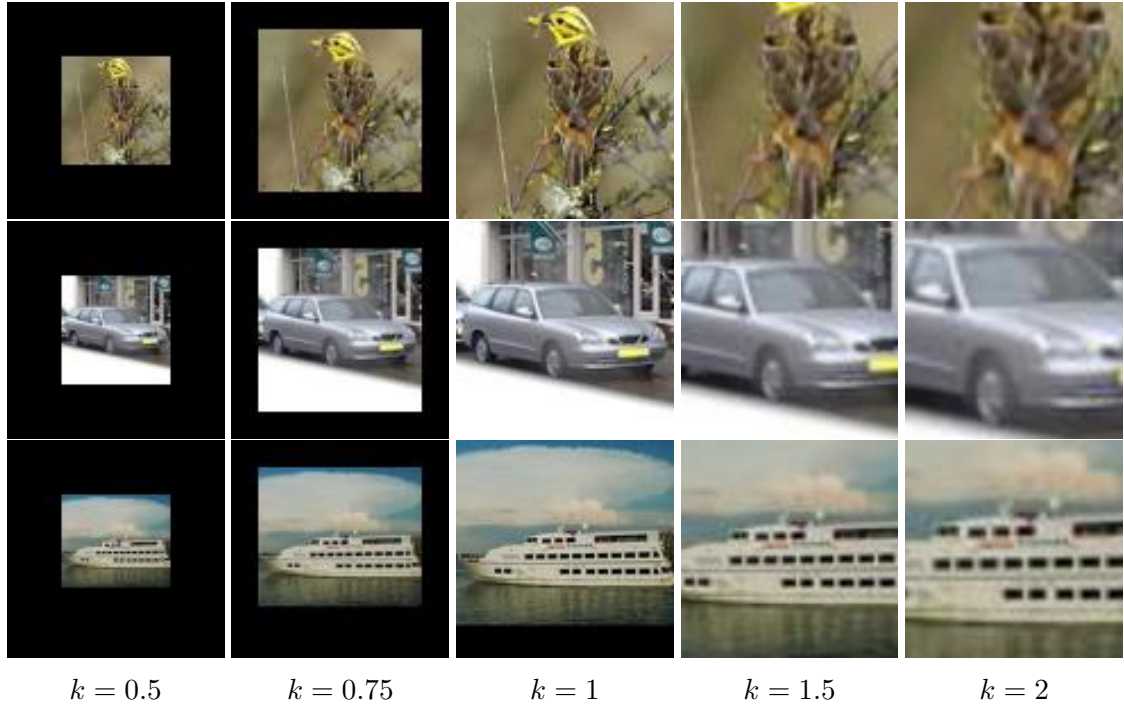 k = 0.5 k = 0.75 k = 1 k = 1.5 k = 2